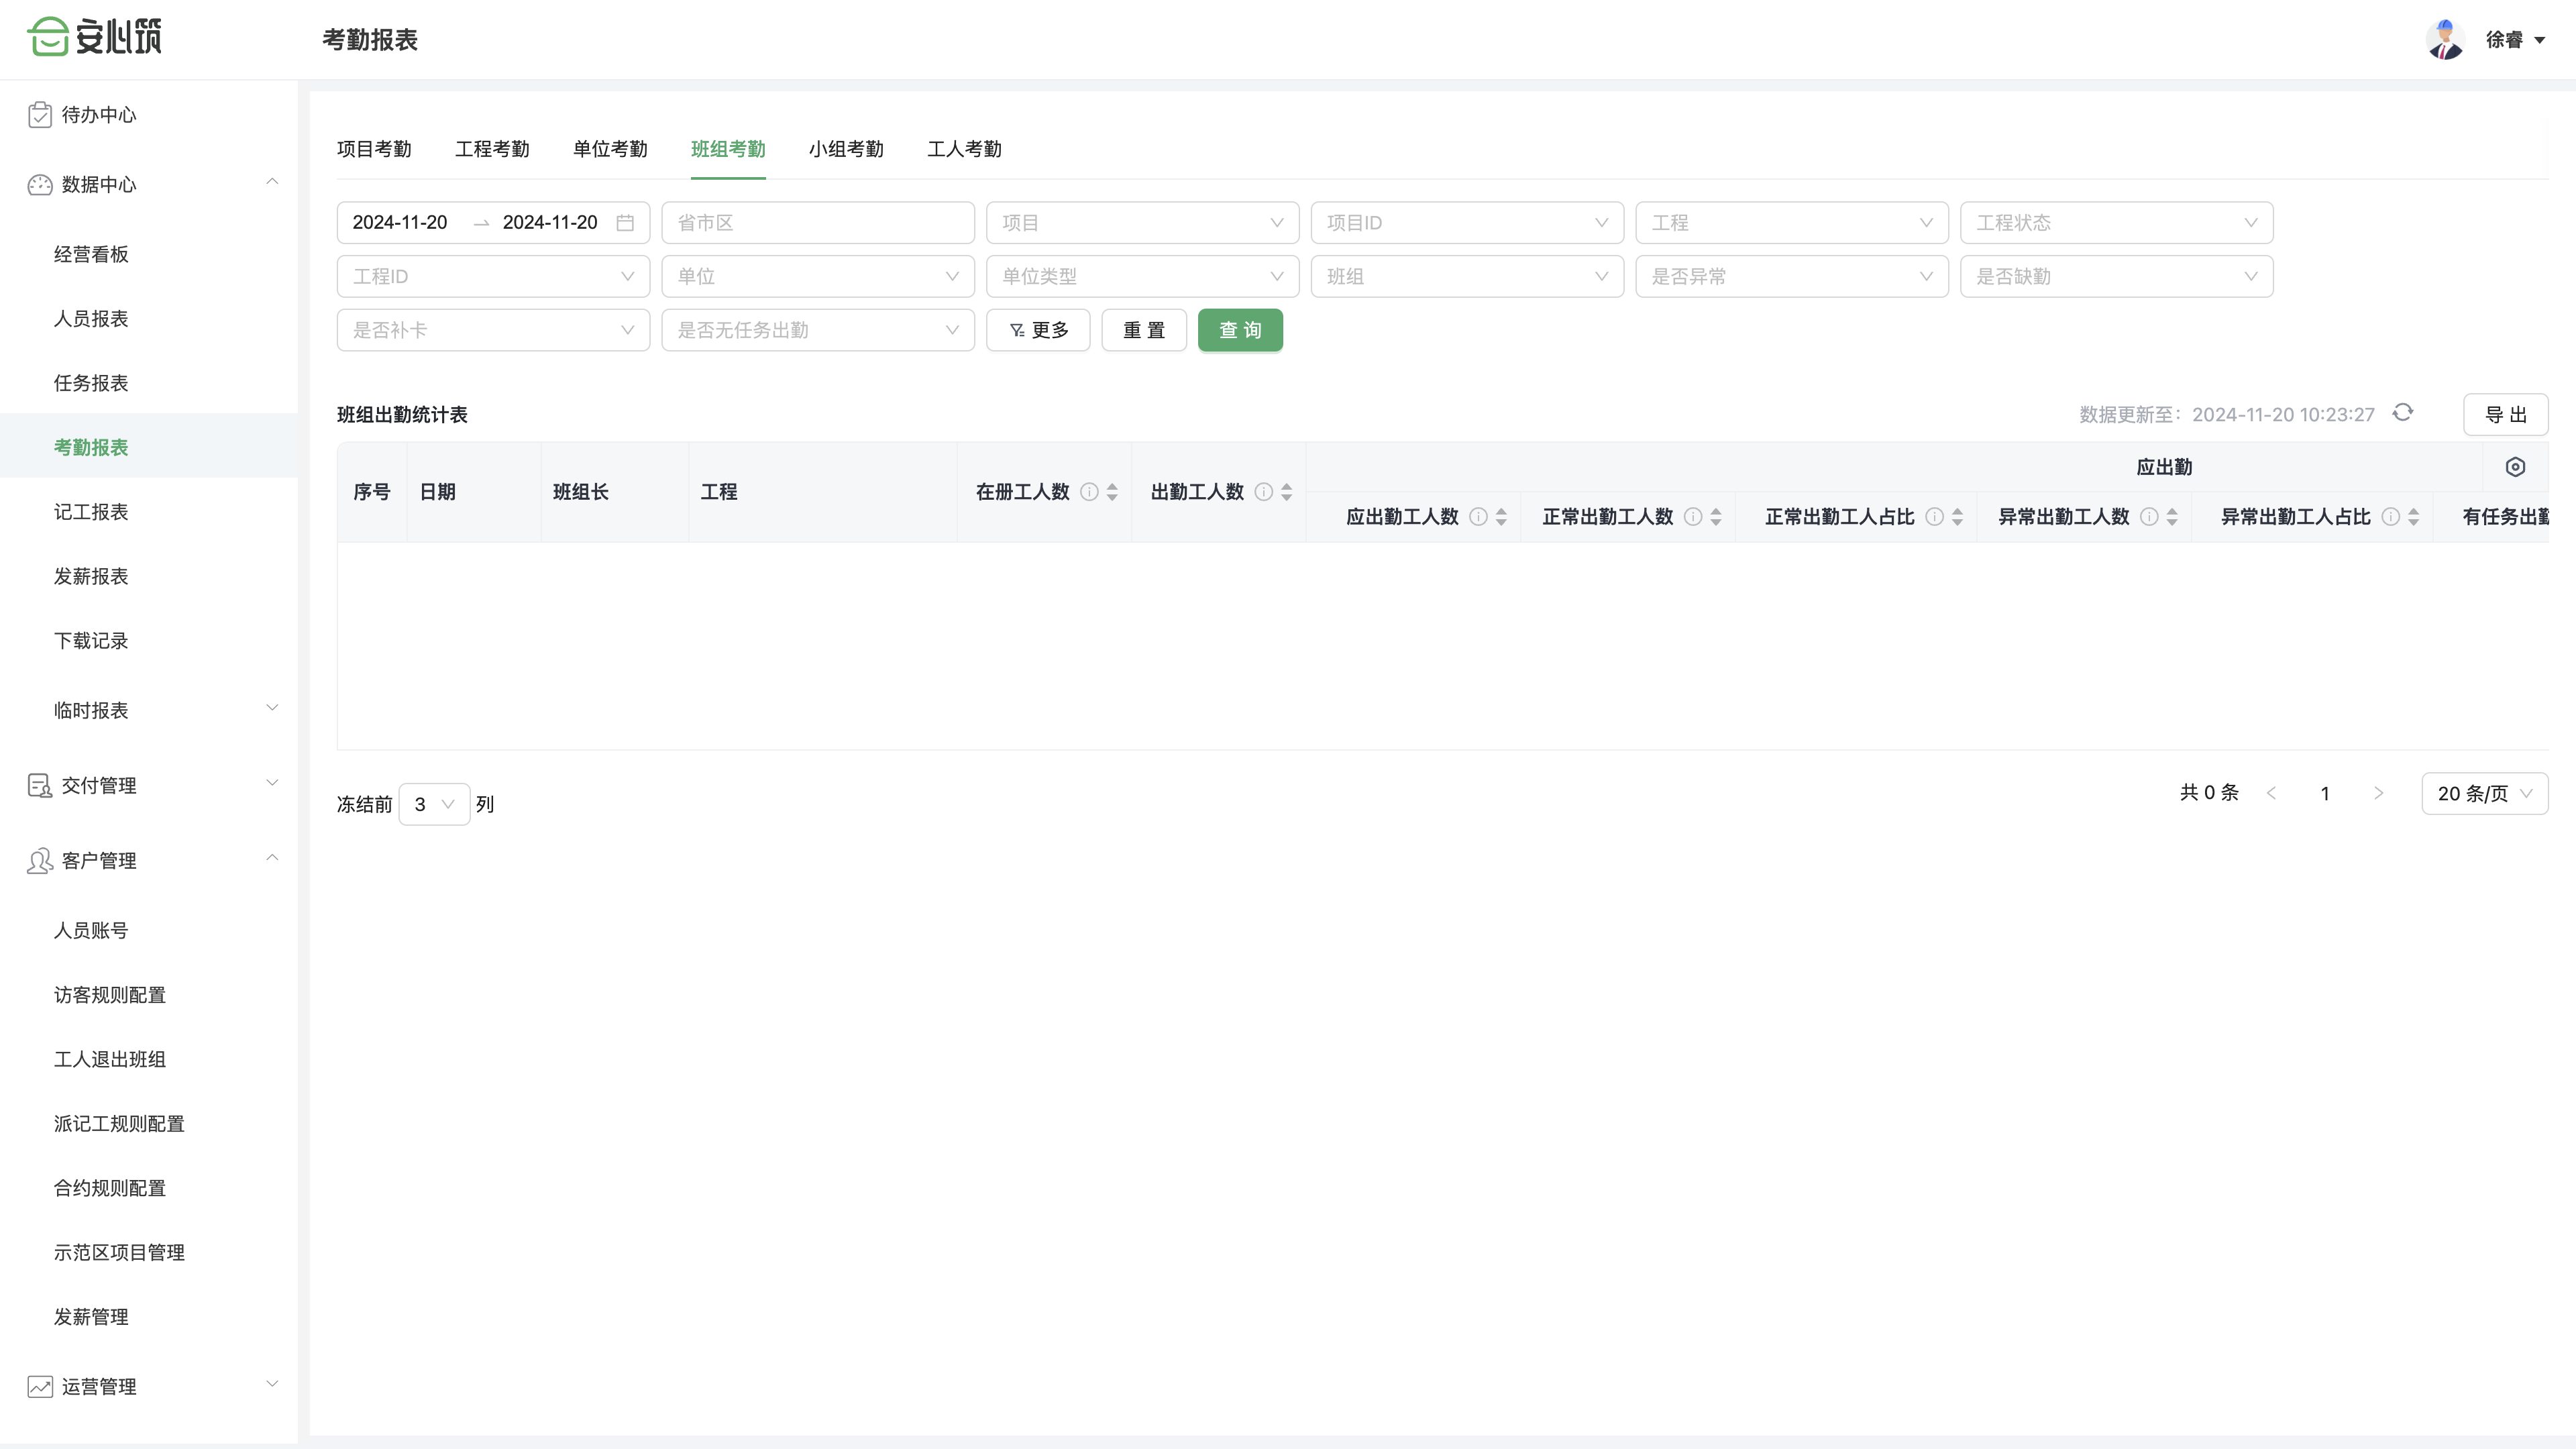 安心筑
考勤报表
徐睿
待办中心
数据中心
经营看板
人员报表
任务报表
考勤报表
记工报表
发薪报表
下载记录
临时报表
交付管理
客户管理
人员账号
访客规则配置
工人退出班组
派记工规则配置
合约规则配置
示范区项目管理
发薪管理
运营管理
项目考勤 工程考勤 单位考勤 班组考勤 小组考勤 工人考勤
2024-11-20 → 2024-11-20 省市区 项目 项目ID 工程 工程状态
工程ID 单位 单位类型 班组 是否异常 是否缺勤
是否补卡 是否无任务出勤 更多 重 置 查 询
班组出勤统计表 数据更新至：2024-11-20 10:23:27 导 出
序号 日期 班组长 工程 在册工人数 出勤工人数 应出勤
应出勤工人数 正常出勤工人数 正常出勤工人占比 异常出勤工人数 异常出勤工人占比 有任务出勤
冻结前 3 列 共 0 条 1 20 条/页